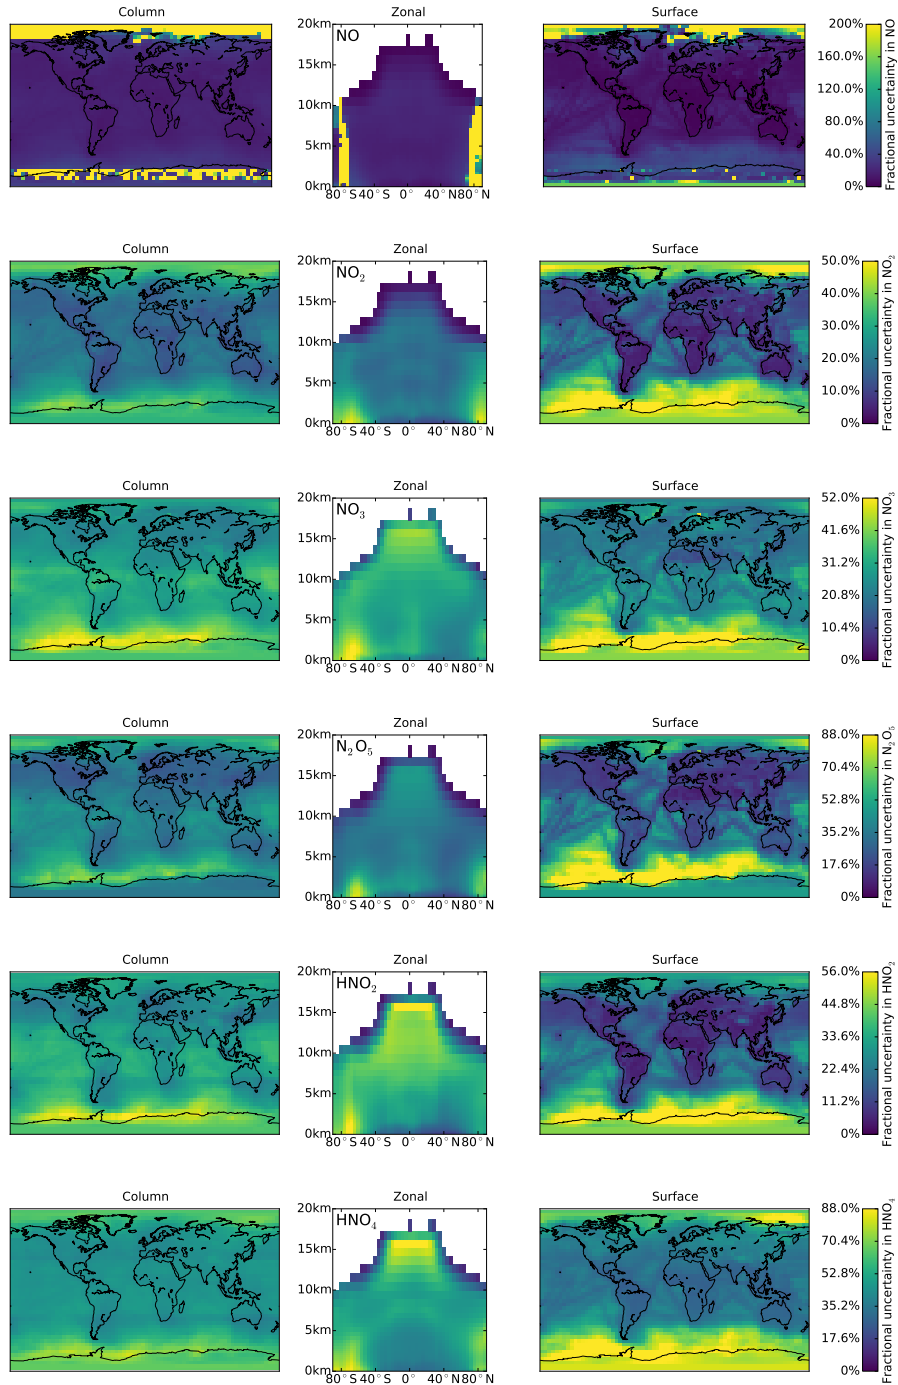 Column Zonal Surface
NO
20km
15km
10km
5km
0km
80°S 40°S 0° 40°N 80°N
200%
160.0%
120.0%
80.0%
40.0%
0%
Fractional uncertainty in NO
Column Zonal Surface
NO₂
20km
15km
10km
5km
0km
80°S 40°S 0° 40°N 80°N
50.0%
40.0%
30.0%
20.0%
10.0%
0%
Fractional uncertainty in NO₂
Column Zonal Surface
NO₃
20km
15km
10km
5km
0km
80°S 40°S 0° 40°N 80°N
52.0%
41.6%
31.2%
20.8%
10.4%
0%
Fractional uncertainty in NO₃
Column Zonal Surface
N₂O₅
20km
15km
10km
5km
0km
80°S 40°S 0° 40°N 80°N
88.0%
70.4%
52.8%
35.2%
17.6%
0%
Fractional uncertainty in N₂O₅
Column Zonal Surface
HNO₂
20km
15km
10km
5km
0km
80°S 40°S 0° 40°N 80°N
56.0%
44.8%
33.6%
22.4%
11.2%
0%
Fractional uncertainty in HNO₂
Column Zonal Surface
HNO₄
20km
15km
10km
5km
0km
80°S 40°S 0° 40°N 80°N
88.0%
70.4%
52.8%
35.2%
17.6%
0%
Fractional uncertainty in HNO₄